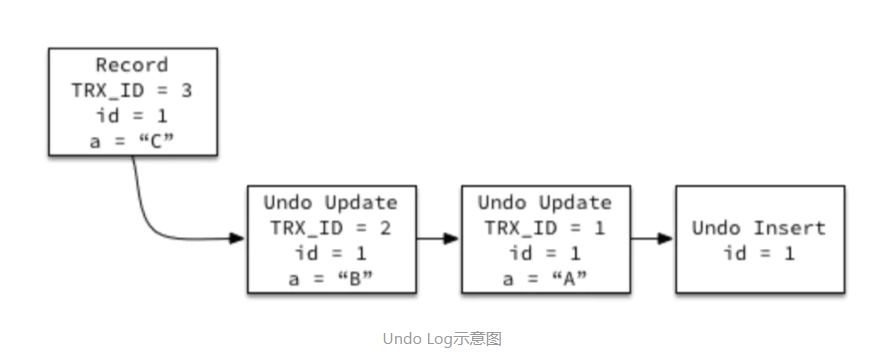 Record
TRX_ID = 3
id = 1
a = “C”
Undo Update
TRX_ID = 2
id = 1
a = “B”
Undo Update
TRX_ID = 1
id = 1
a = “A”
Undo Insert
id = 1
Undo Log示意图